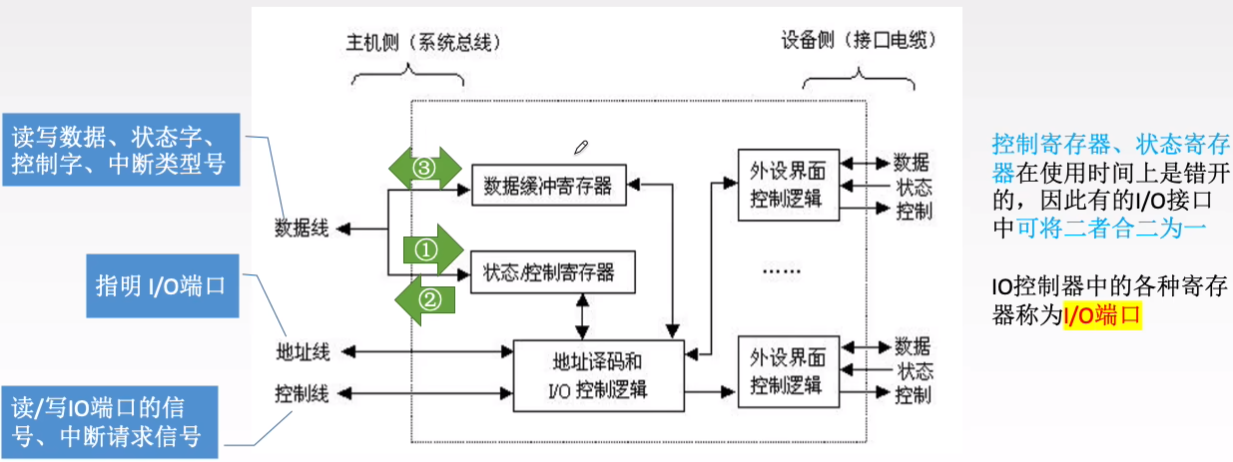 主机侧（系统总线）
设备侧（接口电缆）
读写数据、状态字、
控制字、中断类型号
③
数据缓冲寄存器
数据线
①
状态/控制寄存器
②
指明 I/O端口
地址线
控制线
地址译码和
I/O 控制逻辑
读/写IO端口的信
号、中断请求信号
外设界面
控制逻辑
数据
状态
控制
……
外设界面
控制逻辑
数据
状态
控制
控制寄存器、状态寄存
器在使用时间上是错开
的，因此有的I/O接口
中可将二者合二为一
IO控制器中的各种寄存
器称为I/O端口